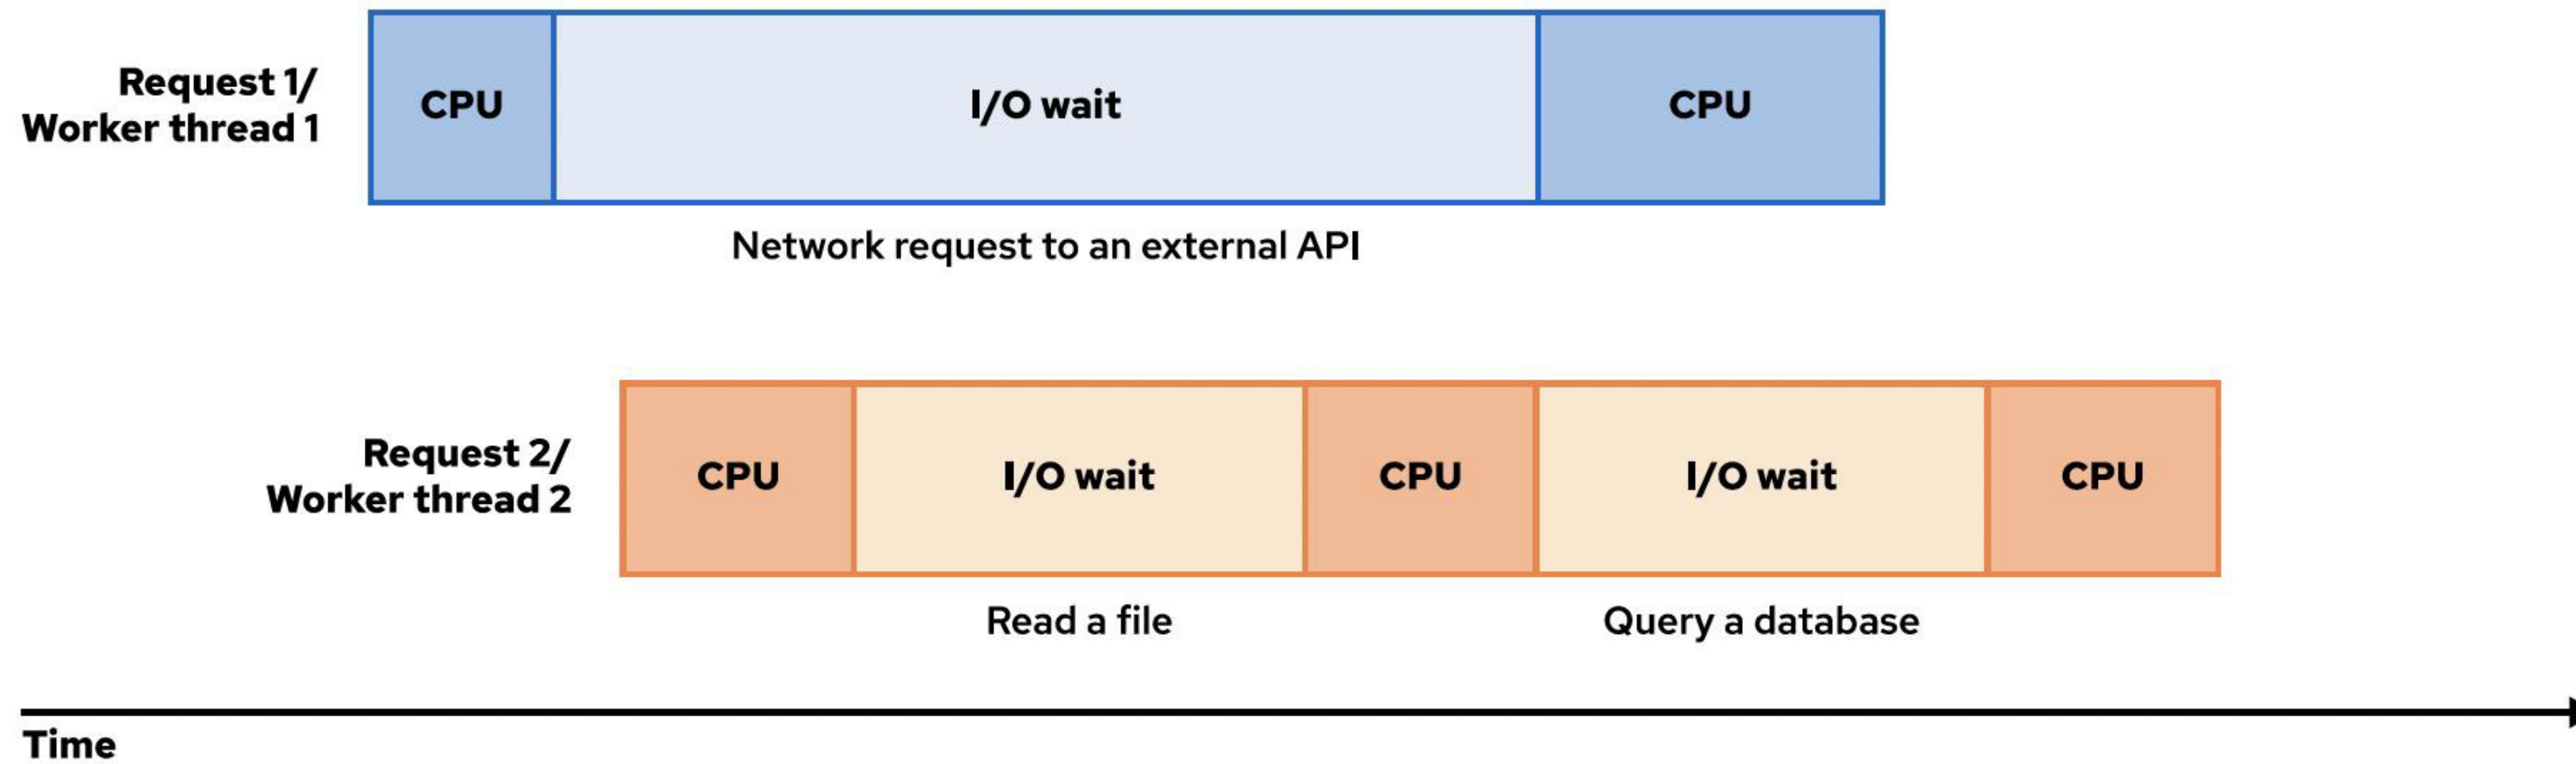 Request 1/
Worker thread 1
CPU
I/O wait
CPU
Network request to an external API
Request 2/
Worker thread 2
CPU
I/O wait
CPU
I/O wait
CPU
Read a file
Query a database
Time